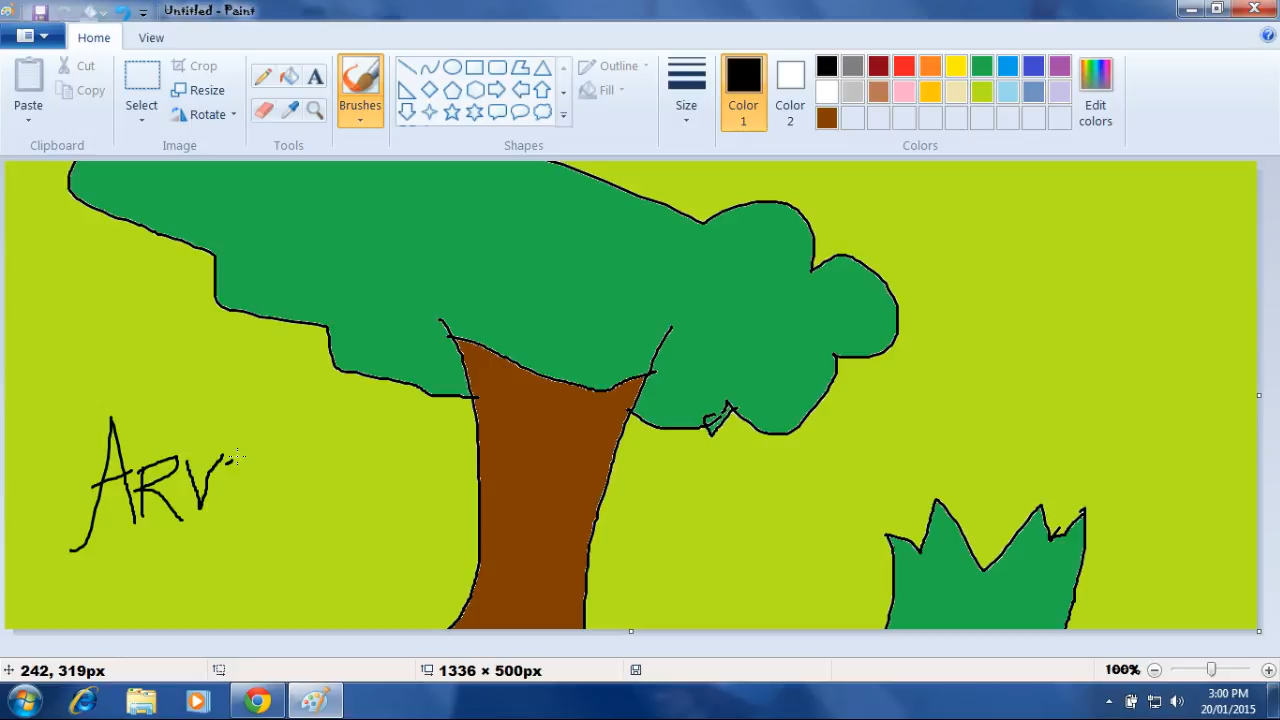 Untitled - Paint
Home View
Paste
Cut
Copy
Clipboard
Select
Crop
Resize
Rotate
Image
A
Tools
Brushes
Outline
Fill
Shapes
Size
Color 1
Color 2
Edit colors
Colors
ARV
242, 319px
1336 × 500px
100%
3:00 PM
20/01/2015